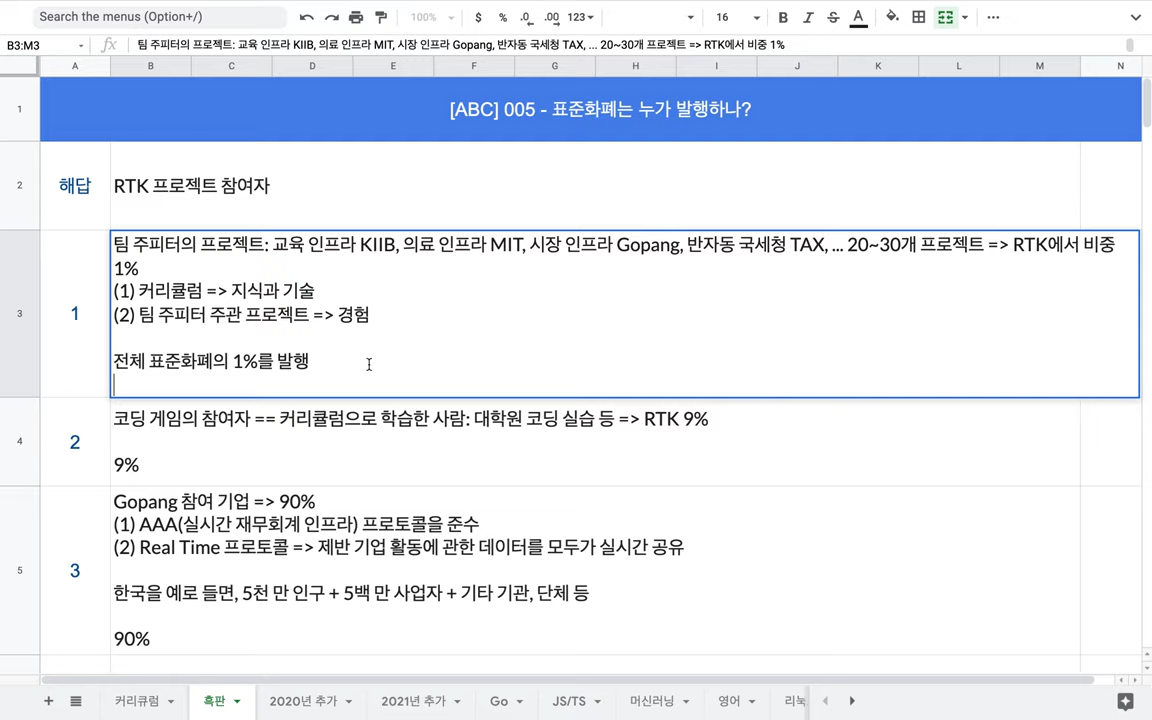 Search the menus (Option+/)
100%
$ % .0 .00 123
16
B I S A
B3:M3
fx 팀 주피터의 프로젝트: 교육 인프라 KIIB, 의료 인프라 MIT, 시장 인프라 Gopang, 반자동 국세청 TAX, ... 20~30개 프로젝트 => RTK에서 비중 1%
A B C D E F G H I J K L M N
1 [ABC] 005 - 표준화폐는 누가 발행하나?
2 해답 RTK 프로젝트 참여자
팀 주피터의 프로젝트: 교육 인프라 KIIB, 의료 인프라 MIT, 시장 인프라 Gopang, 반자동 국세청 TAX, ... 20~30개 프로젝트 => RTK에서 비중
1%
(1) 커리큘럼 => 지식과 기술
3 1 (2) 팀 주피터 주관 프로젝트 => 경험
전체 표준화폐의 1%를 발행
코딩 게임의 참여자 == 커리큘럼으로 학습한 사람: 대학원 코딩 실습 등 => RTK 9%
4 2
9%
Gopang 참여 기업 => 90%
(1) AAA(실시간 재무회계 인프라) 프로토콜을 준수
(2) Real Time 프로토콜 => 제반 기업 활동에 관한 데이터를 모두가 실시간 공유
5 3
한국을 예로 들면, 5천 만 인구 + 5백 만 사업자 + 기타 기관, 단체 등
90%
커리큐럼 흑판 2020년 추가 2021년 추가 Go JS/TS 머신러닝 영어 리눅